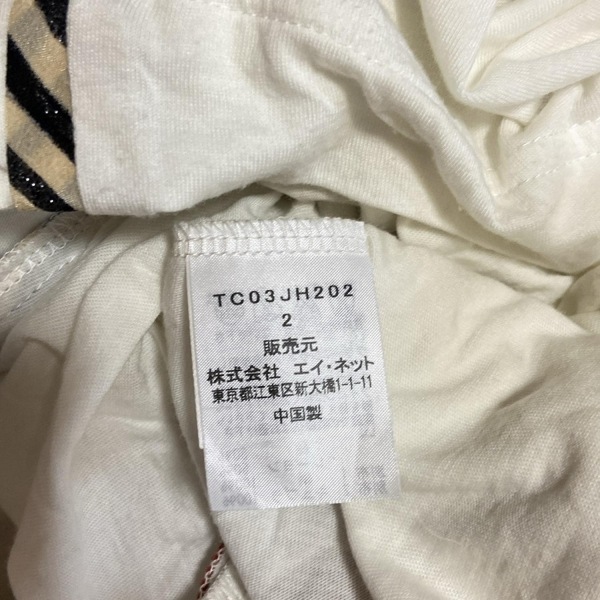 TC03JH202
2
販売元
株式会社 エイ・ネット
東京都江東区新大橋1-1-11
中国製